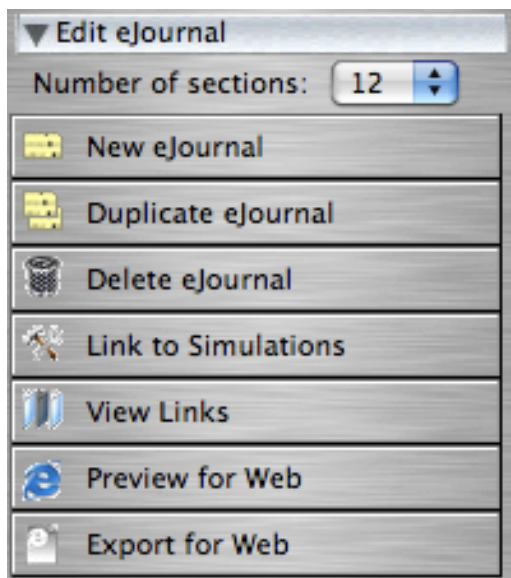 Edit eJournal
Number of sections: 12
New eJournal
Duplicate eJournal
Delete eJournal
Link to Simulations
View Links
Preview for Web
Export for Web